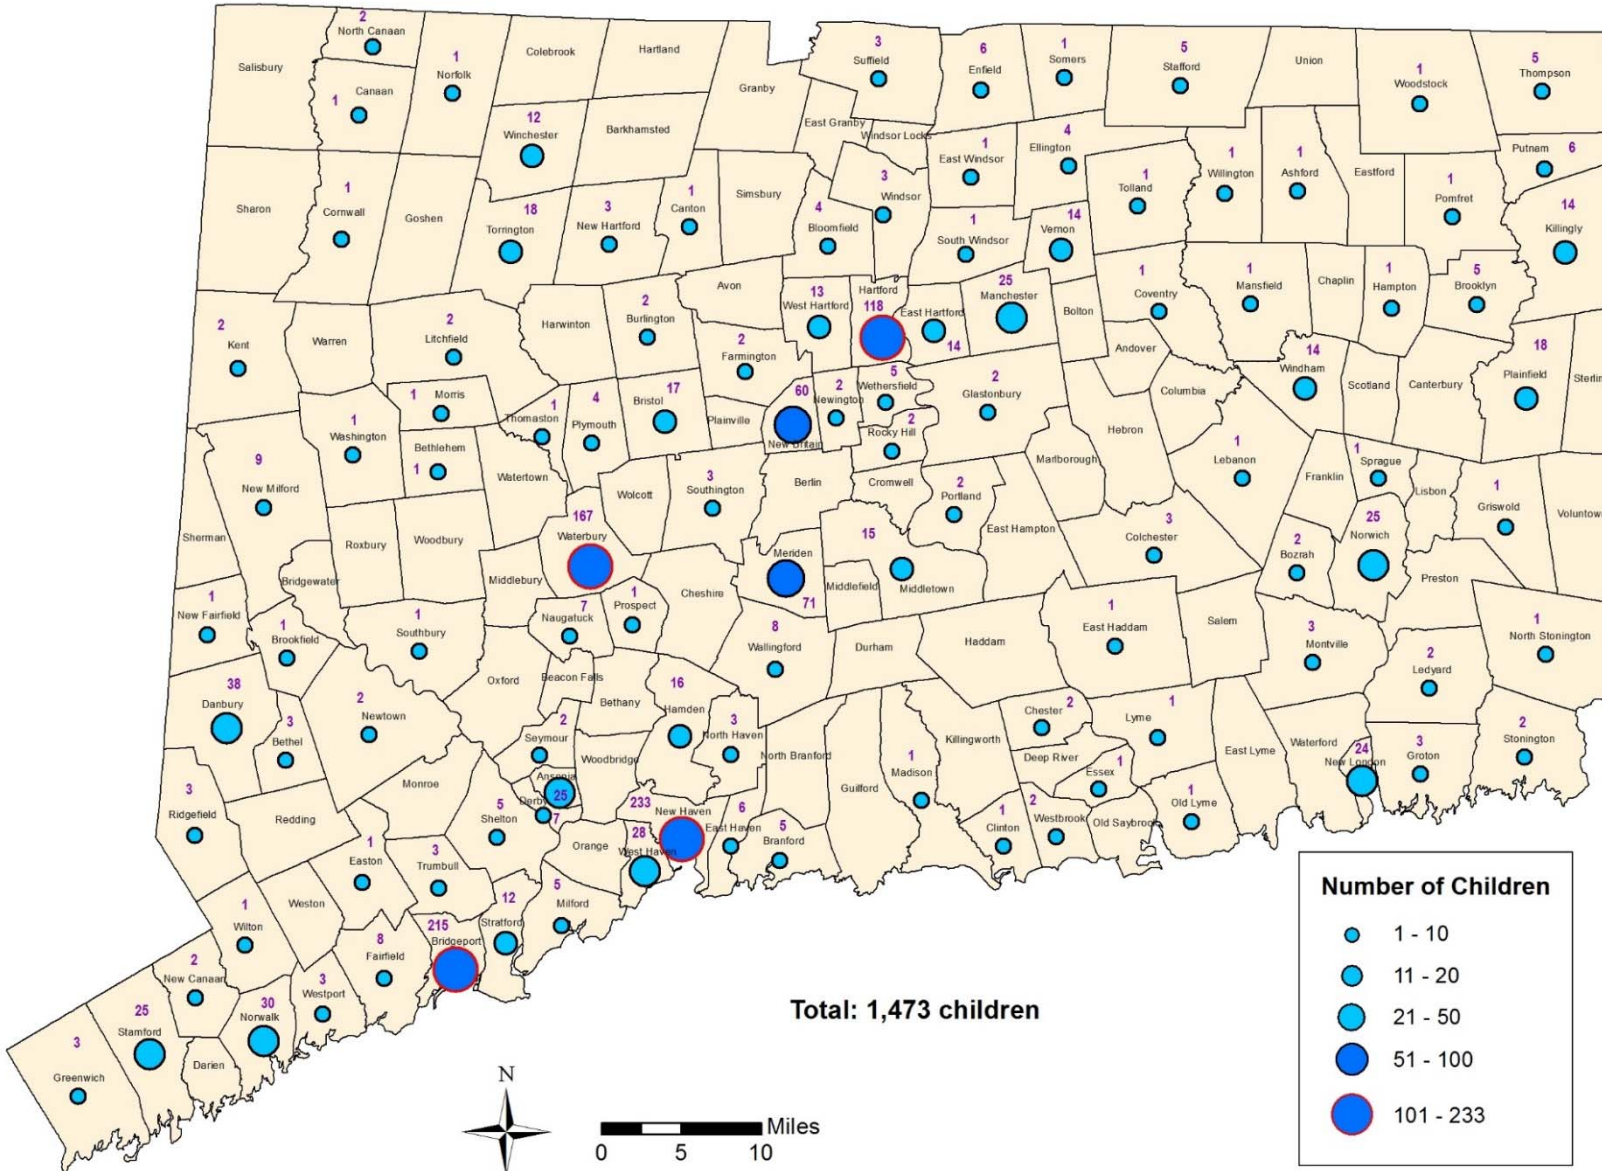 2
North Canaan
Salisbury
1
Canaan
1
Norfolk
Colebrook
Hartland
Granby
3
Suffield
6
Enfield
1
Somers
5
Stafford
Union
1
Woodstock
5
Thompson
12
Winchester
Barkhamsted
East Granby
Windsor Locks
1
East Windsor
4
Ellington
1
Tolland
1
Willington
1
Ashford
Eastford
1
Pomfret
Putnam 6
Sharon
1
Cornwall
Goshen
18
Torrington
3
New Hartford
1
Canton
Simsbury
4
Bloomfield
3
Windsor
1
South Windsor
14
Vernon
14
Killingly
2
Kent
Warren
2
Litchfield
Harwinton
2
Burlington
Avon
13
West Hartford
Hartford
118
East Hartford
14
25
Manchester
Bolton
1
Coventry
1
Mansfield
Chaplin
1
Hampton
5
Brooklyn
2
Farmington
Andover
1
Morris
1
Washington
Bethlehem
1
1
Thomaston
4
Plymouth
17
Bristol
Plainville
60
New Britain
2
Newington
5
Wethersfield
2
Rocky Hill
2
Glastonbury
Hebron
Columbia
14
Windham
Scotland
Canterbury
18
Plainfield
Sterlin
9
New Milford
Watertown
Wolcott
3
Southington
Berlin
Cromwell
2
Portland
Marlborough
East Hampton
1
Lebanon
Franklin
1
Sprague
Lisbon
1
Griswold
Voluntow
Sherman
Roxbury
Woodbury
167
Waterbury
Middlebury
Meriden
71
15
Middletown
Middlefield
3
Colchester
2
Bozrah
25
Norwich
Preston
Bridgewater
1
New Fairfield
1
Brookfield
1
Southbury
7
Naugatuck
1
Prospect
Cheshire
8
Wallingford
Durham
Haddam
1
East Haddam
Salem
3
Montville
2
Ledyard
1
North Stonington
38
Danbury
3
Bethel
2
Newtown
Oxford
Beacon Falls
Bethany
16
Hamden
3
North Haven
2
Seymour
Woodbridge
North Branford
Guilford
1
Madison
Killingworth
Chester 2
Deep River
1
Lyme
1
Essex
East Lyme
Waterford
24
New London
3
Groton
2
Stonington
3
Ridgefield
Redding
Monroe
5
Shelton
Ansonia
25
Derby
7
Orange
233
New Haven
28
West Haven
6
East Haven
5
Branford
1
Clinton
2
Westbrook
Old Saybrook
1
Old Lyme
1
Easton
3
Trumbull
Weston
1
Wilton
8
Fairfield
215
Bridgeport
12
Stratford
5
Milford
2
New Canaan
3
Westport
30
Norwalk
25
Stamford
Darien
3
Greenwich
Total: 1,473 children
N
Miles
0 5 10
Number of Children
1 - 10
11 - 20
21 - 50
51 - 100
101 - 233